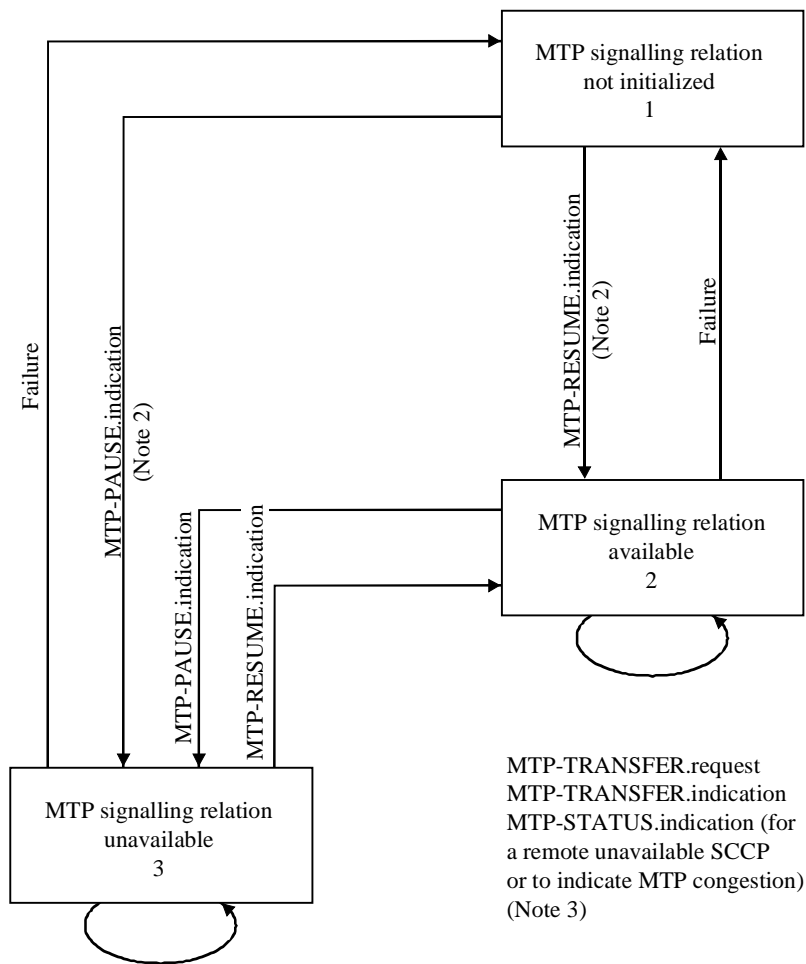 MTP signalling relation
not initialized
1
Failure
MTP-PAUSE.indication
(Note 2)
MTP-RESUME.indication
(Note 2)
Failure
MTP-PAUSE.indication
MTP-RESUME.indication
MTP signalling relation
available
2
MTP signalling relation
unavailable
3
MTP-TRANSFER.request
MTP-TRANSFER.indication
MTP-STATUS.indication (for
a remote unavailable SCCP
or to indicate MTP congestion)
(Note 3)